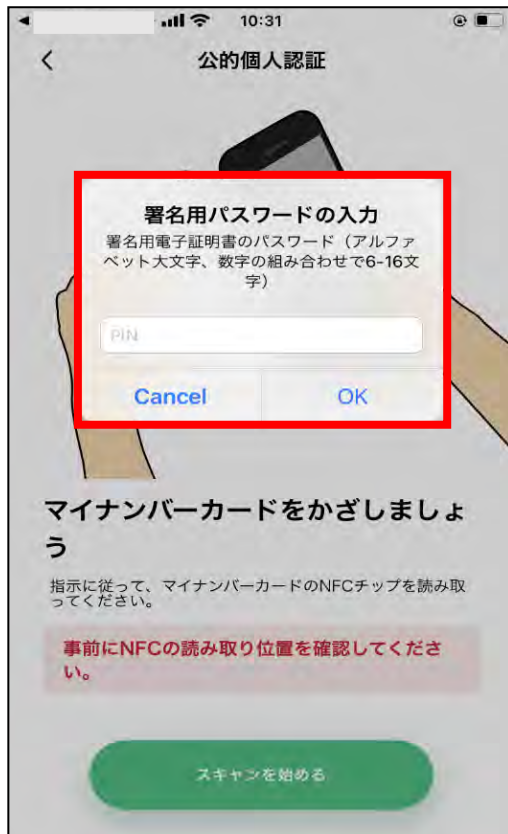 10:31
公的個人認証
署名用パスワードの入力
署名用電子証明書のパスワード（アルファ
ベット大文字、数字の組み合わせで6-16文
字）
PIN
Cancel
OK
マイナンバーカードをかざしましょ
う
指示に従って、マイナンバーカードのNFCチップを読み取
ってください。
事前にNFCの読み取り位置を確認してくださ
い。
スキャンを始める